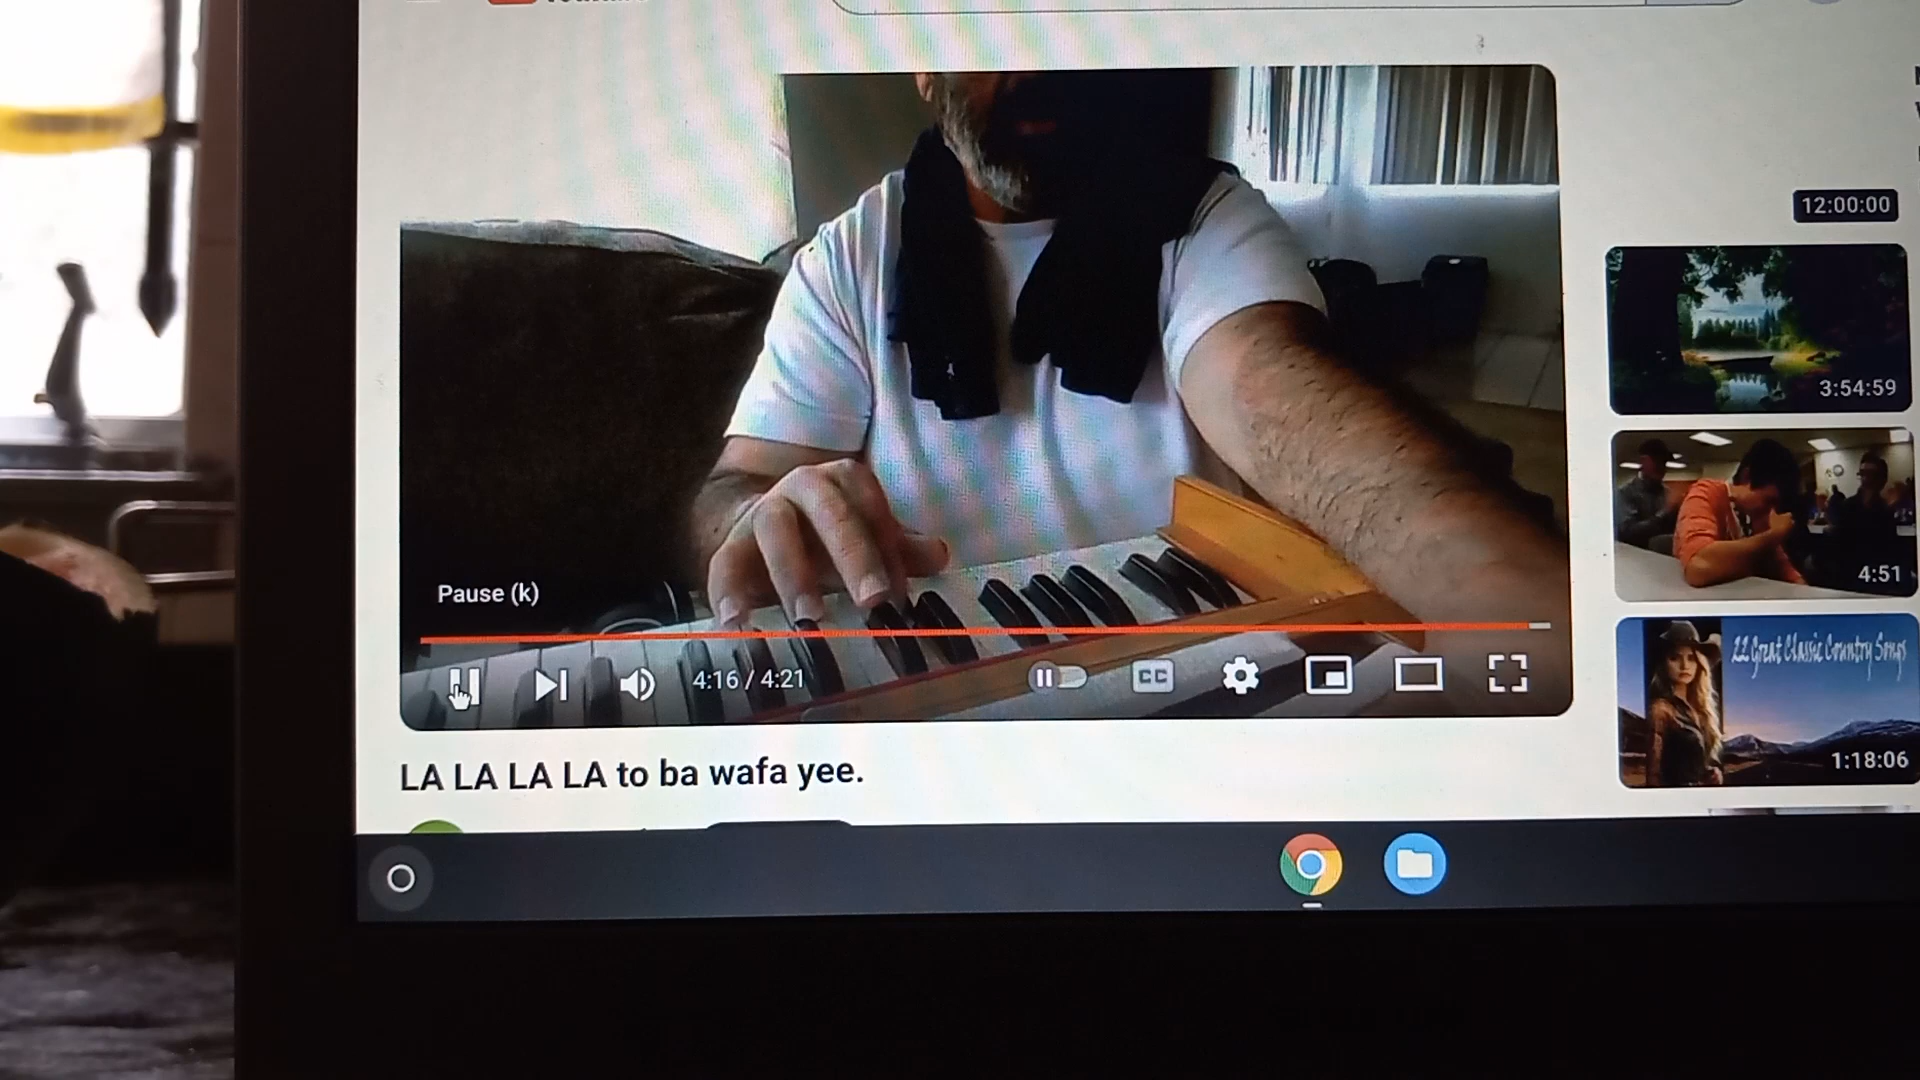 12:00:00
3:54:59
4:51
22 Great Classic Country Songs
1:18:06
Pause (k)
4:16 / 4:21
CC
LA LA LA LA to ba wafa yee.